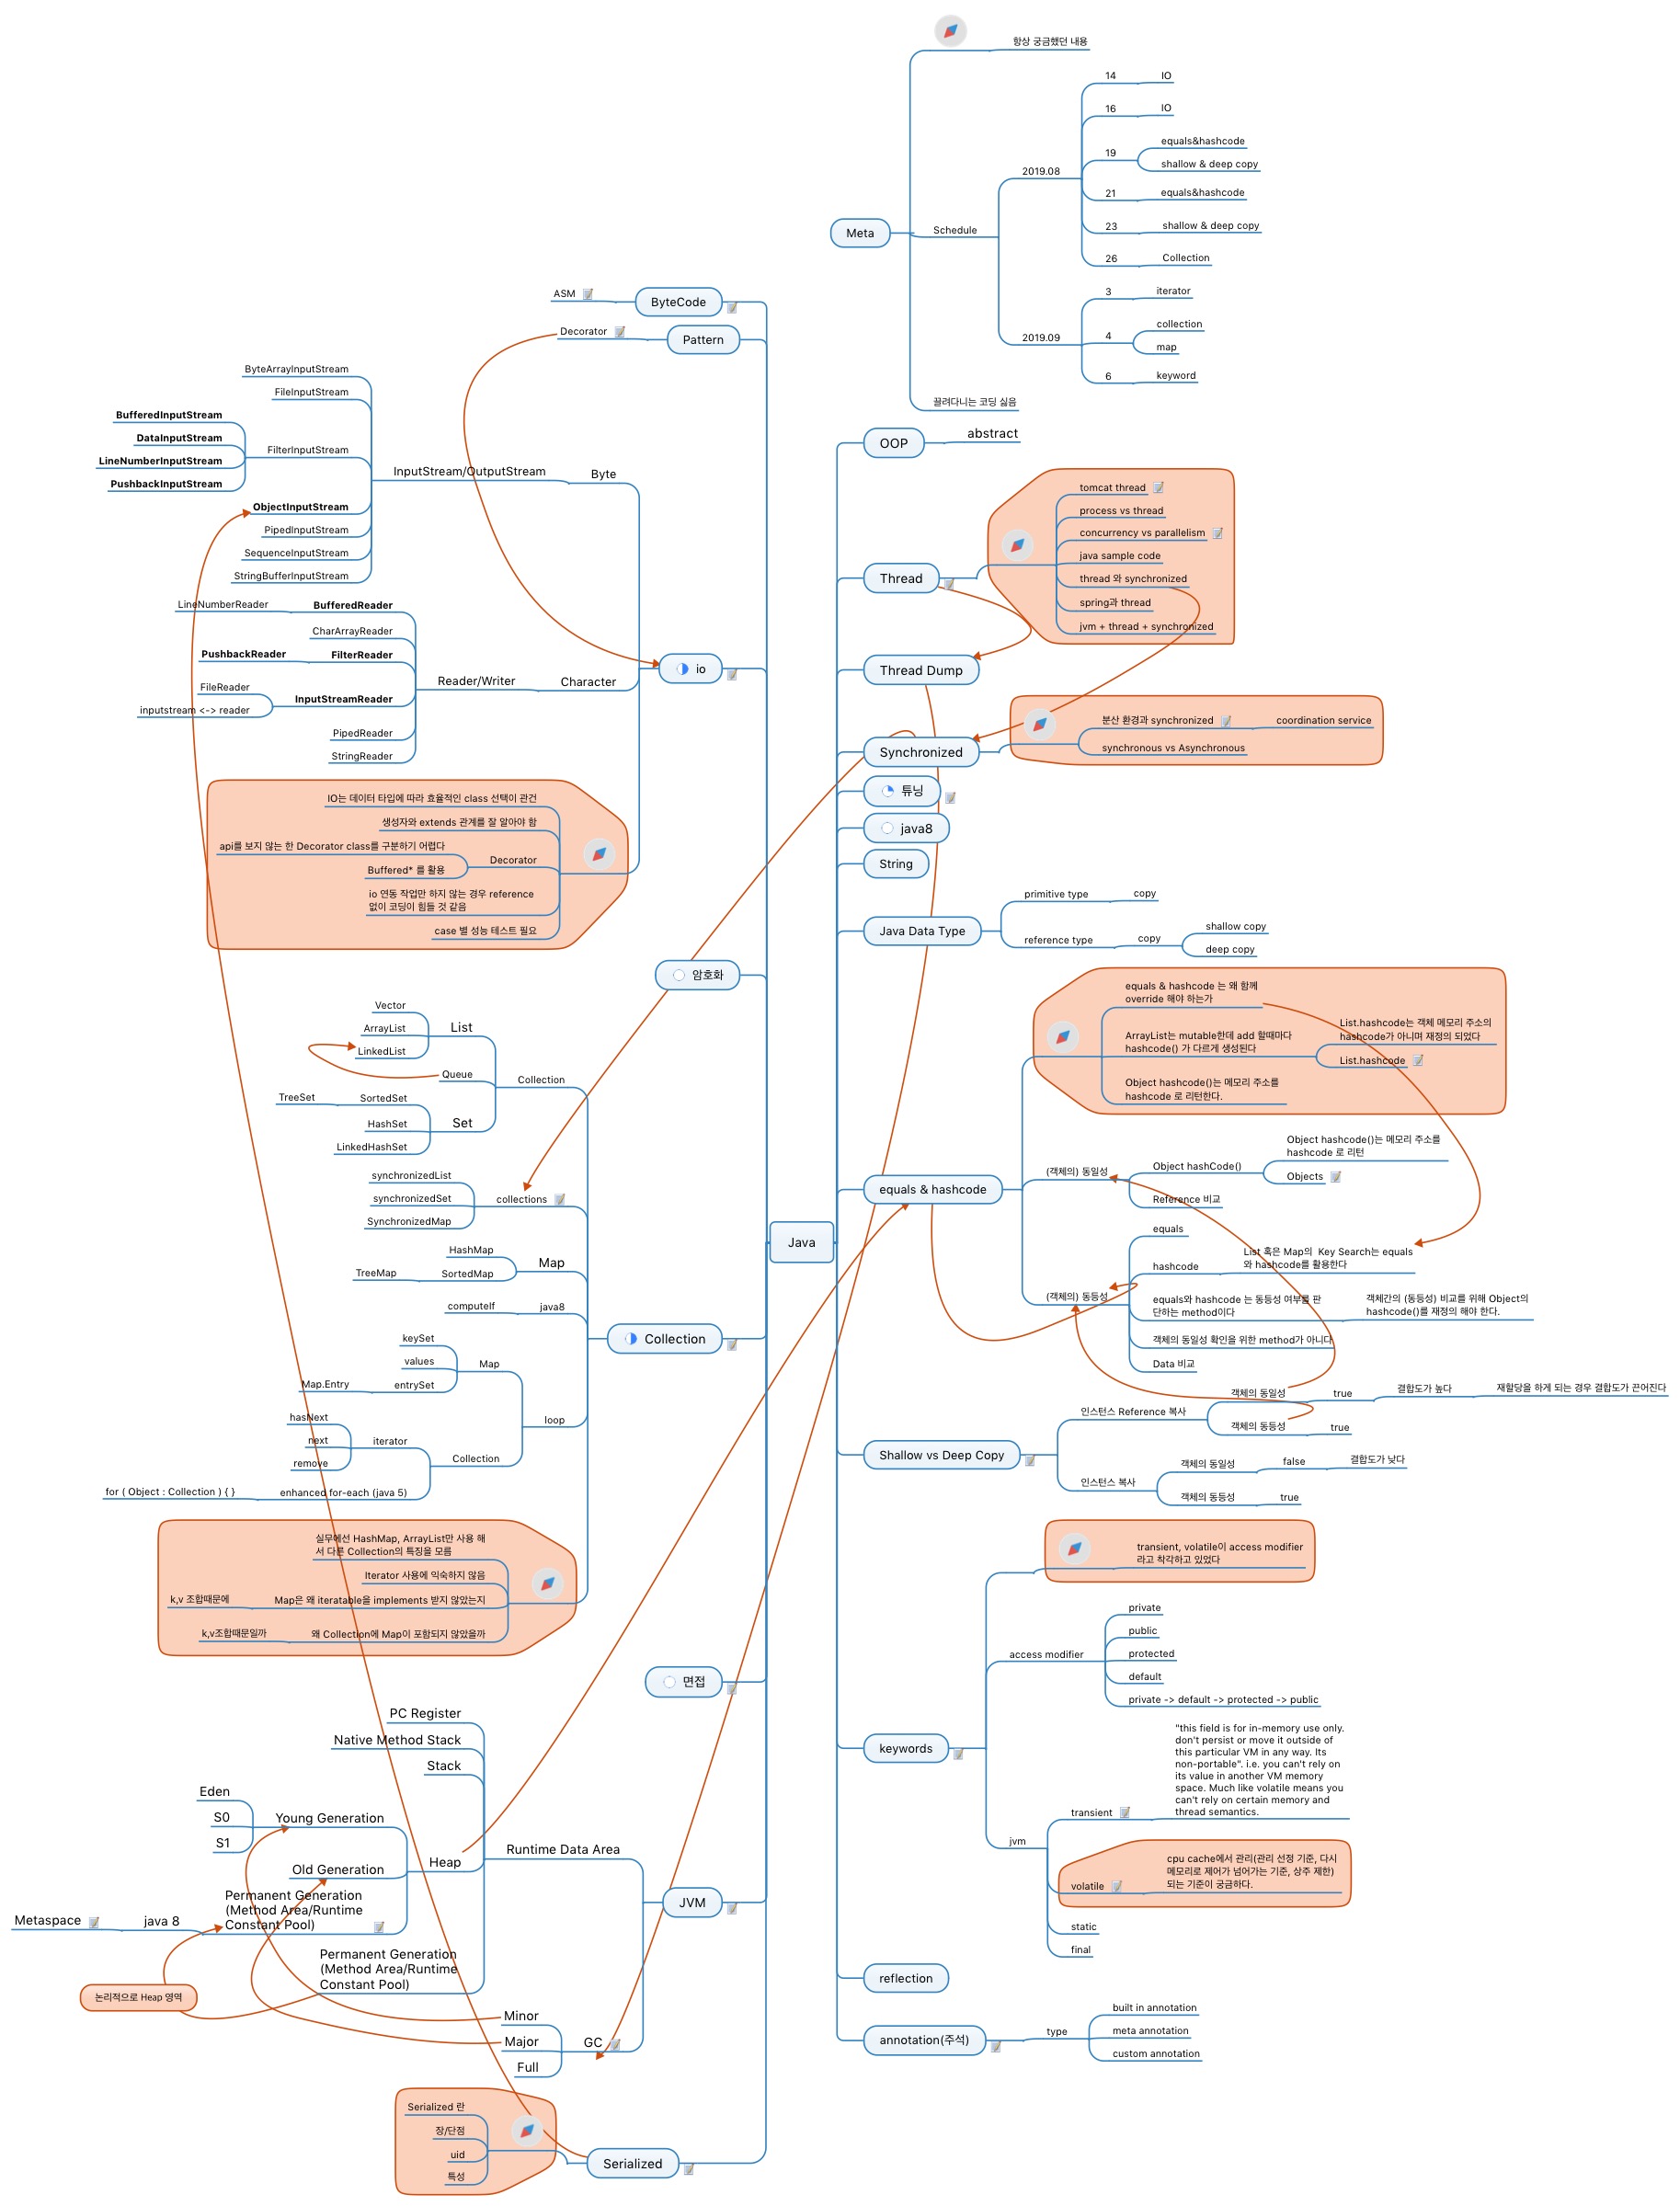 항상 궁금했던 내용
14
IO
16
IO
19
equals&hashcode
shallow & deep copy
2019.08
21
equals&hashcode
23
shallow & deep copy
26
Collection
Meta
Schedule
3
iterator
2019.09
4
collection
map
6
keyword
끌려다니는 코딩 싫음
ASM
ByteCode
Decorator
Pattern
ByteArrayInputStream
FileInputStream
BufferedInputStream
DataInputStream
LineNumberInputStream
PushbackInputStream
FilterInputStream
InputStream/OutputStream
Byte
ObjectInputStream
PipedInputStream
SequenceInputStream
StringBufferInputStream
LineNumberReader
BufferedReader
CharArrayReader
PushbackReader
FilterReader
Reader/Writer
Character
io
FileReader
inputstream <-> reader
InputStreamReader
PipedReader
StringReader
IO는 데이터 타입에 따라 효율적인 class 선택이 관건
생성자와 extends 관계를 잘 알아야 함
api를 보지 않는 한 Decorator class를 구분하기 어렵다
Buffered* 를 활용
Decorator
io 연동 작업만 하지 않는 경우 reference
없이 코딩이 힘들 것 같음
case 별 성능 테스트 필요
암호화
Vector
ArrayList
LinkedList
List
Queue
Collection
TreeSet
SortedSet
HashSet
LinkedHashSet
Set
synchronizedList
synchronizedSet
SynchronizedMap
collections
HashMap
TreeMap
SortedMap
Map
computeIf
java8
Collection
keySet
values
Map.Entry
entrySet
Map
loop
hasNext
next
remove
iterator
Collection
for ( Object : Collection ) { }
enhanced for-each (java 5)
실무에선 HashMap, ArrayList만 사용 해
서 다른 Collection의 특징을 모름
Iterator 사용에 익숙하지 않음
k,v 조합때문에
Map은 왜 iteratable을 implements 받지 않았는지
k,v조합때문일까
왜 Collection에 Map이 포함되지 않았을까
면접
PC Register
Native Method Stack
Stack
Eden
S0
S1
Young Generation
Old Generation
Heap
Runtime Data Area
Permanent Generation
(Method Area/Runtime
Constant Pool)
Metaspace
java 8
JVM
Permanent Generation
(Method Area/Runtime
Constant Pool)
논리적으로 Heap 영역
Minor
Major
Full
GC
Serialized 란
장/단점
uid
특성
Serialized
Java
OOP
abstract
Thread
tomcat thread
process vs thread
concurrency vs parallelism
java sample code
thread 와 synchronized
spring과 thread
jvm + thread + synchronized
Thread Dump
Synchronized
분산 환경과 synchronized
coordination service
synchronous vs Asynchronous
튜닝
java8
String
Java Data Type
primitive type
copy
reference type
copy
shallow copy
deep copy
equals & hashcode 는 왜 함께
override 해야 하는가
ArrayList는 mutable한데 add 할때마다
hashcode() 가 다르게 생성된다
List.hashcode는 객체 메모리 주소의
hashcode가 아니며 재정의 되었다
List.hashcode
Object hashcode()는 메모리 주소를
hashcode 로 리턴한다.
equals & hashcode
(객체의) 동일성
Object hashCode()
Object hashcode()는 메모리 주소를
hashcode 로 리턴
Objects
Reference 비교
(객체의) 동등성
equals
hashcode
List 혹은 Map의  Key Search는 equals
와 hashcode를 활용한다
equals와 hashcode 는 동등성 여부를 판
단하는 method이다
객체간의 (동등성) 비교를 위해 Object의
hashcode()를 재정의 해야 한다.
객체의 동일성 확인을 위한 method가 아니다
Data 비교
Shallow vs Deep Copy
인스턴스 Reference 복사
객체의 동일성
true
결합도가 높다
재할당을 하게 되는 경우 결합도가 끊어진다
객체의 동등성
true
인스턴스 복사
객체의 동일성
false
결합도가 낮다
객체의 동등성
true
keywords
transient, volatile이 access modifier
라고 착각하고 있었다
access modifier
private
public
protected
default
private -> default -> protected -> public
jvm
transient
"this field is for in-memory use only.
don't persist or move it outside of
this particular VM in any way. Its
non-portable". i.e. you can't rely on
its value in another VM memory
space. Much like volatile means you
can't rely on certain memory and
thread semantics.
volatile
cpu cache에서 관리(관리 선정 기준, 다시
메모리로 제어가 넘어가는 기준, 상주 제한)
되는 기준이 궁금하다.
static
final
reflection
annotation(주석)
type
built in annotation
meta annotation
custom annotation